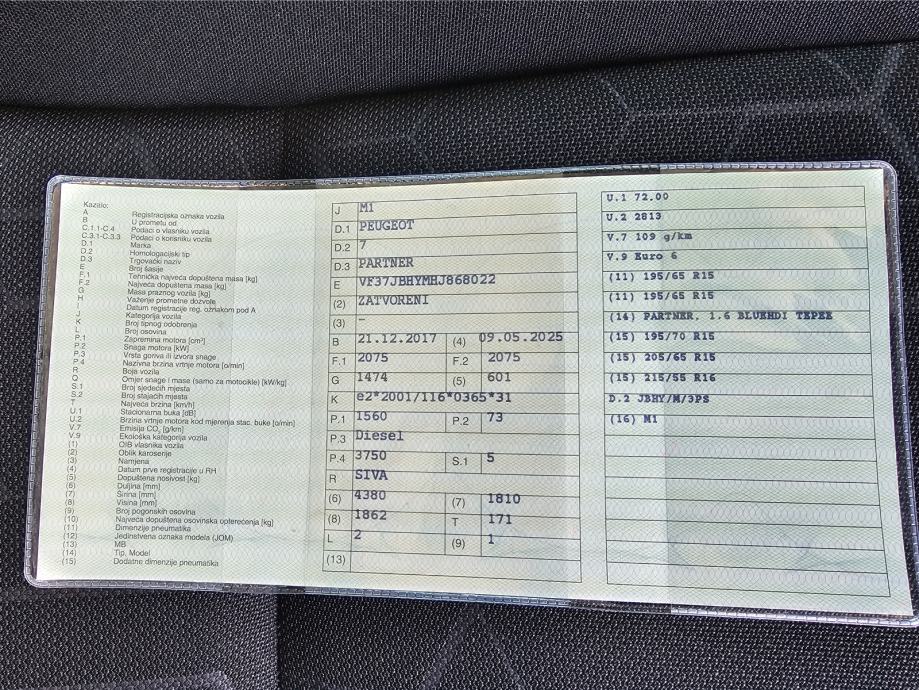 Kazalo:
A Registracijska oznaka vozila
B U prometu od
C.1.1-C.4 Podaci o vlasniku vozila
C.3.1-C.3.3 Podaci o korisniku vozila
D.1 Marka
D.2 Homologacijski tip
D.3 Trgovački naziv
E Broj šasije
F.1 Tehnička najveća dopuštena masa [kg]
F.2 Najveća dopuštena masa [kg]
G Masa praznog vozila [kg]
H Važenje prometne dozvole
I Datum registracije reg. oznakom pod A
J Kategorija vozila
K Broj tipnog odobrenja
L Broj osovina
P.1 Zapremina motora [cm³]
P.2 Snaga motora [kW]
P.3 Vrsta goriva ili izvora snage
P.4 Nazivna brzina vrtnje motora [o/min]
R Boja vozila
Q Omjer snage i mase (samo za motocikle) [kW/kg]
S.1 Broj sjedećih mjesta
S.2 Broj stajaćih mjesta
T Najveća brzina [km/h]
U.1 Stacionarna buka [dB]
U.2 Brzina vrtnje motora kod mjerenja stac. buke [o/min]
V.7 Emisija CO₂ [g/km]
V.9 Ekološka kategorija vozila
(1) OIB vlasnika vozila
(2) Oblik karoserije
(3) Namjena
(4) Datum prve registracije u RH
(5) Dopuštena nosivost [kg]
(6) Duljina [mm]
(7) Širina [mm]
(8) Visina [mm]
(9) Broj pogonskih osovina
(10) Najveća dopuštena osovinska opterećenja [kg]
(11) Dimenzije pneumatika
(12) Jedinstvena oznaka modela (JOM)
(13) MB
(14) Tip, Model
(15) Dodatne dimenzije pneumatika
J M1
D.1 PEUGEOT
D.2 7
D.3 PARTNER
E VF37JBHYMHJ868022
(2) ZATVORENI
(3) –
B 21.12.2017 (4) 09.05.2025
F.1 2075 F.2 2075
G 1474 (5) 601
K e2*2001/116*0365*31
P.1 1560 P.2 73
P.3 Diesel
P.4 3750 S.1 5
R SIVA
(6) 4380 (7) 1810
(8) 1862 T 171
L 2 (9) 1
(13)
U.1 72.00
U.2 2813
V.7 109 g/km
V.9 Euro 6
(11) 195/65 R15
(11) 195/65 R15
(14) PARTNER, 1.6 BLUEHDI TEPEE
(15) 195/70 R15
(15) 205/65 R15
(15) 215/55 R16
D.2 JBHY/M/3PS
(16) M1